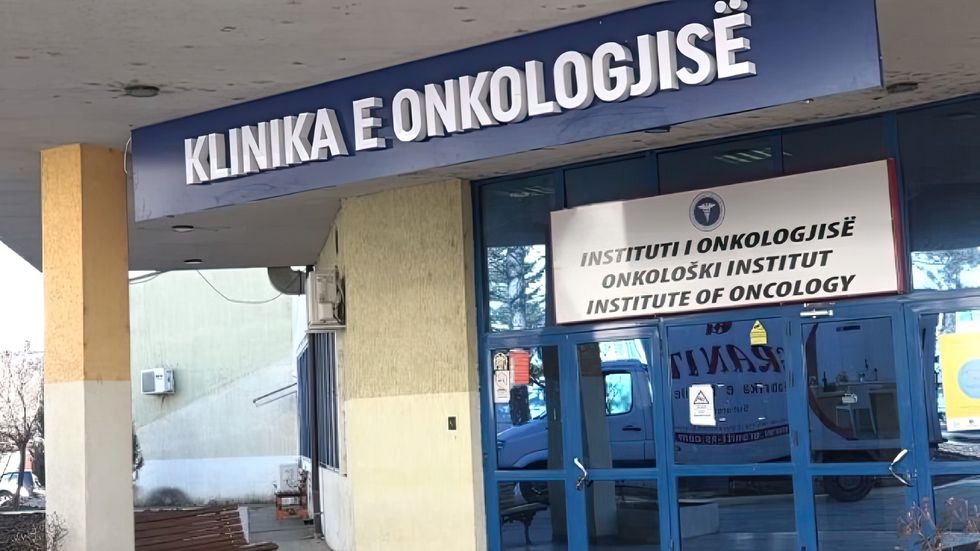 KLINIKA E ONKOLOGJISË
INSTITUTI I ONKOLOGJISË
ONKOLOŠKI INSTITUT
INSTITUTE OF ONCOLOGY